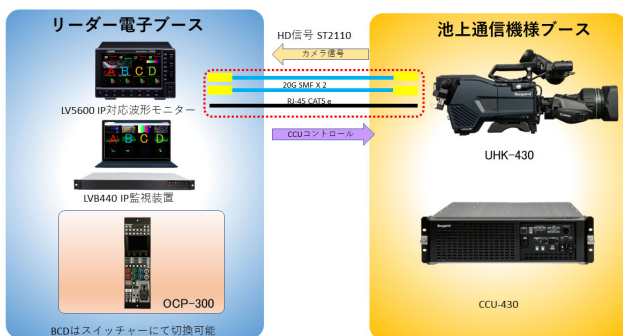 リーダー電子ブース
A B C D
LV5600 IP対応波形モニター
A B C D
LVB440 IP監視装置
OCP-300
BCDはスイッチャーにて切換可能
HD信号 ST2110
カメラ信号
20G SMF X 2
RJ-45 CAT5 e
CCUコントロール
池上通信機様ブース
UHK-430
CCU-430